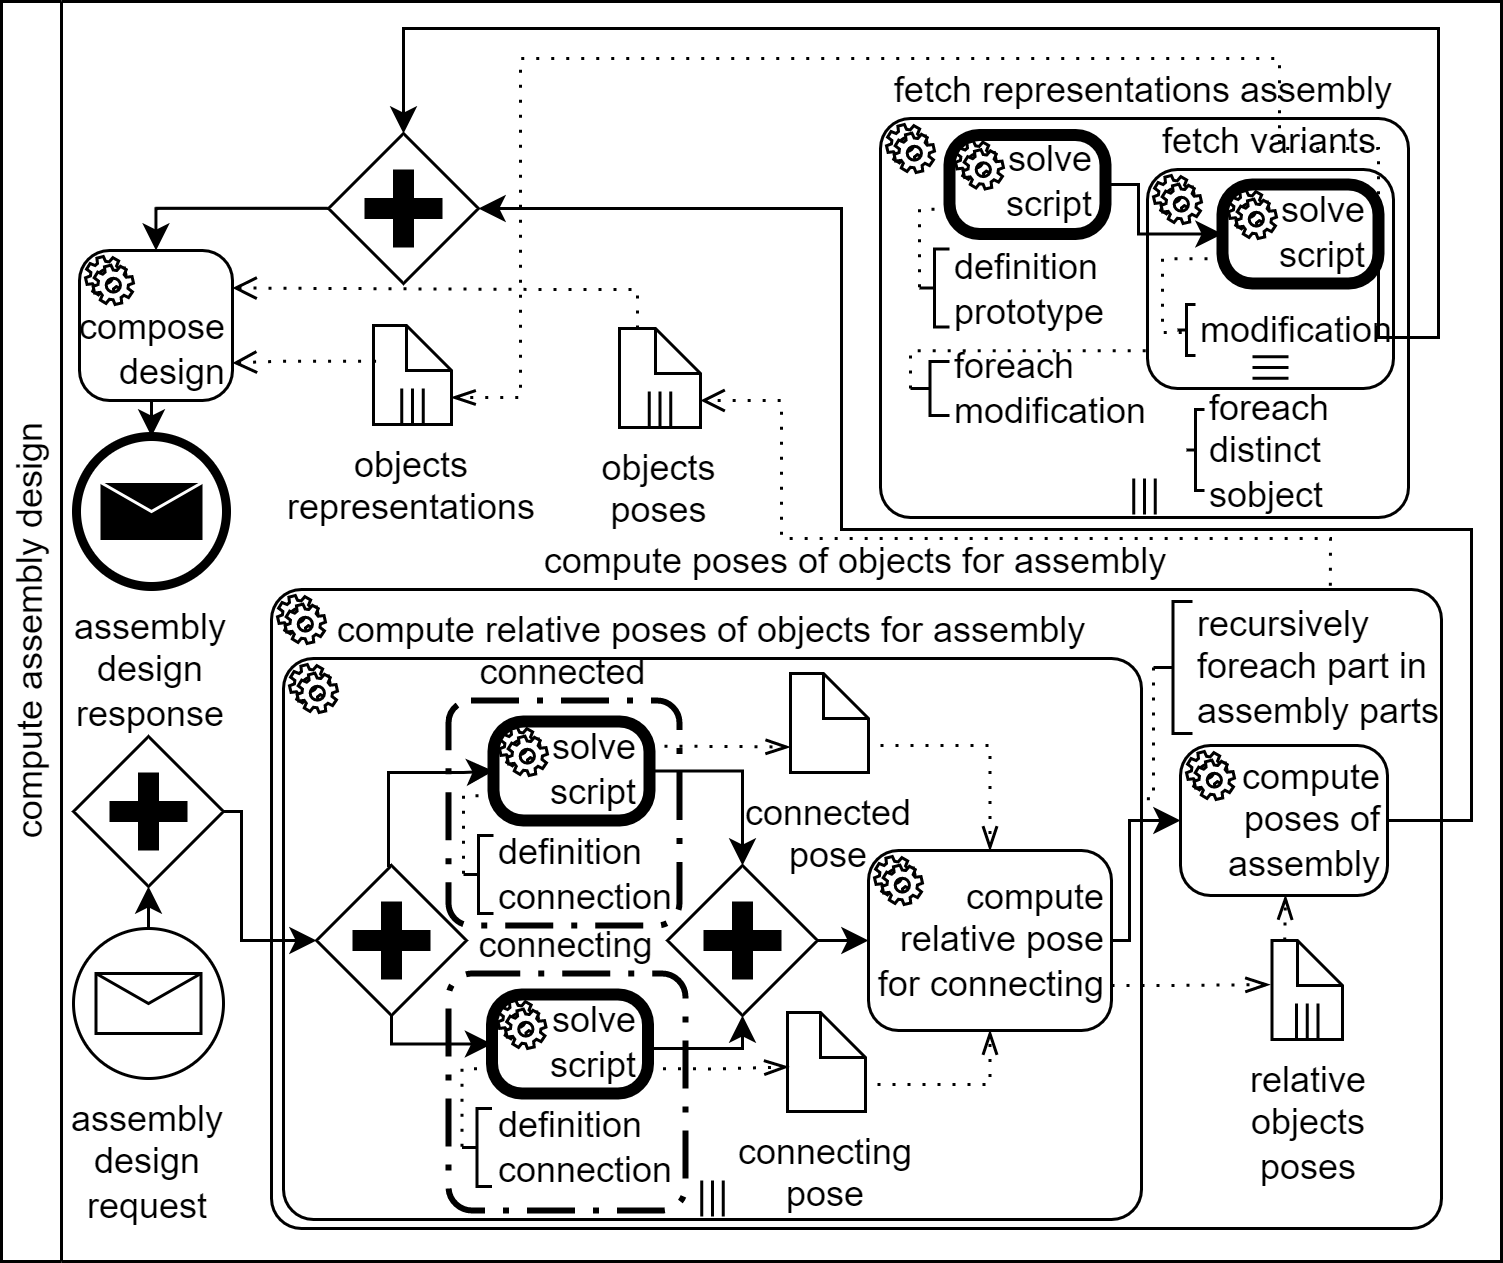 compute assembly design
fetch representations assembly
fetch variants
solve
script
solve
script
definition
prototype
modification
foreach
modification
foreach
distinct
sobject
compose
design
objects
representations
objects
poses
assembly
design
response
compute poses of objects for assembly
compute relative poses of objects for assembly
connected
solve
script
definition
connection
connected
pose
recursively
foreach part in
assembly parts
compute
poses of
assembly
compute
relative pose
for connecting
connecting
solve
script
definition
connection
connecting
pose
relative
objects
poses
assembly
design
request